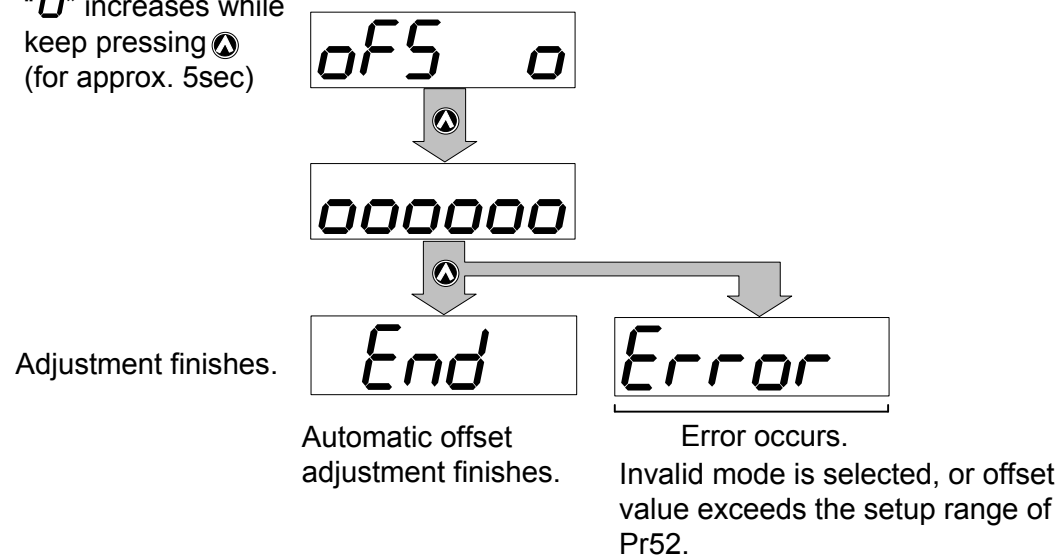 "o" increases while
keep pressing
(for approx. 5sec)
oFS o
oooooo
Adjustment finishes.
End
Error
Automatic offset
adjustment finishes.
Error occurs.
Invalid mode is selected, or offset
value exceeds the setup range of
Pr52.